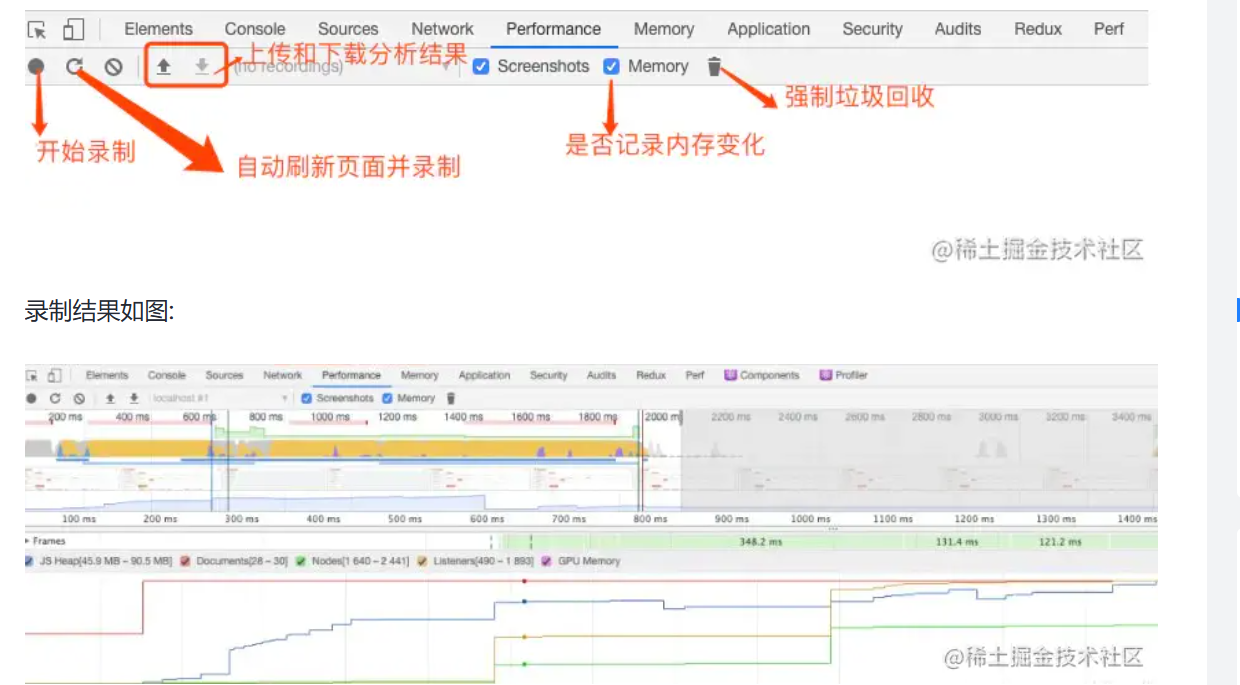 Elements Console Sources Network Performance Memory Application Security Audits Redux Perf
上传和下载分析结果
(no recordings) Screenshots Memory
强制垃圾回收
开始录制
是否记录内存变化
自动刷新页面并录制
@稀土掘金技术社区
录制结果如图:
Elements Console Sources Network Performance Memory Application Security Audits Redux Perf Components Profiler
localhost #1 Screenshots Memory
200 ms 400 ms 600 ms 800 ms 1000 ms 1200 ms 1400 ms 1600 ms 1800 ms 2000 m 2200 ms 2400 ms 2600 ms 2800 ms 3000 ms 3200 ms 3400 ms
100 ms 200 ms 300 ms 400 ms 500 ms 600 ms 700 ms 800 ms 900 ms 1000 ms 1100 ms 1200 ms 1300 ms 1400 ms
Frames 348.2 ms 131.4 ms 121.2 ms
JS Heap[45.9 MB – 90.5 MB] Documents[28 – 30] Nodes[1 640 – 2 441] Listeners[490 – 1 893] GPU Memory
@稀土掘金技术社区